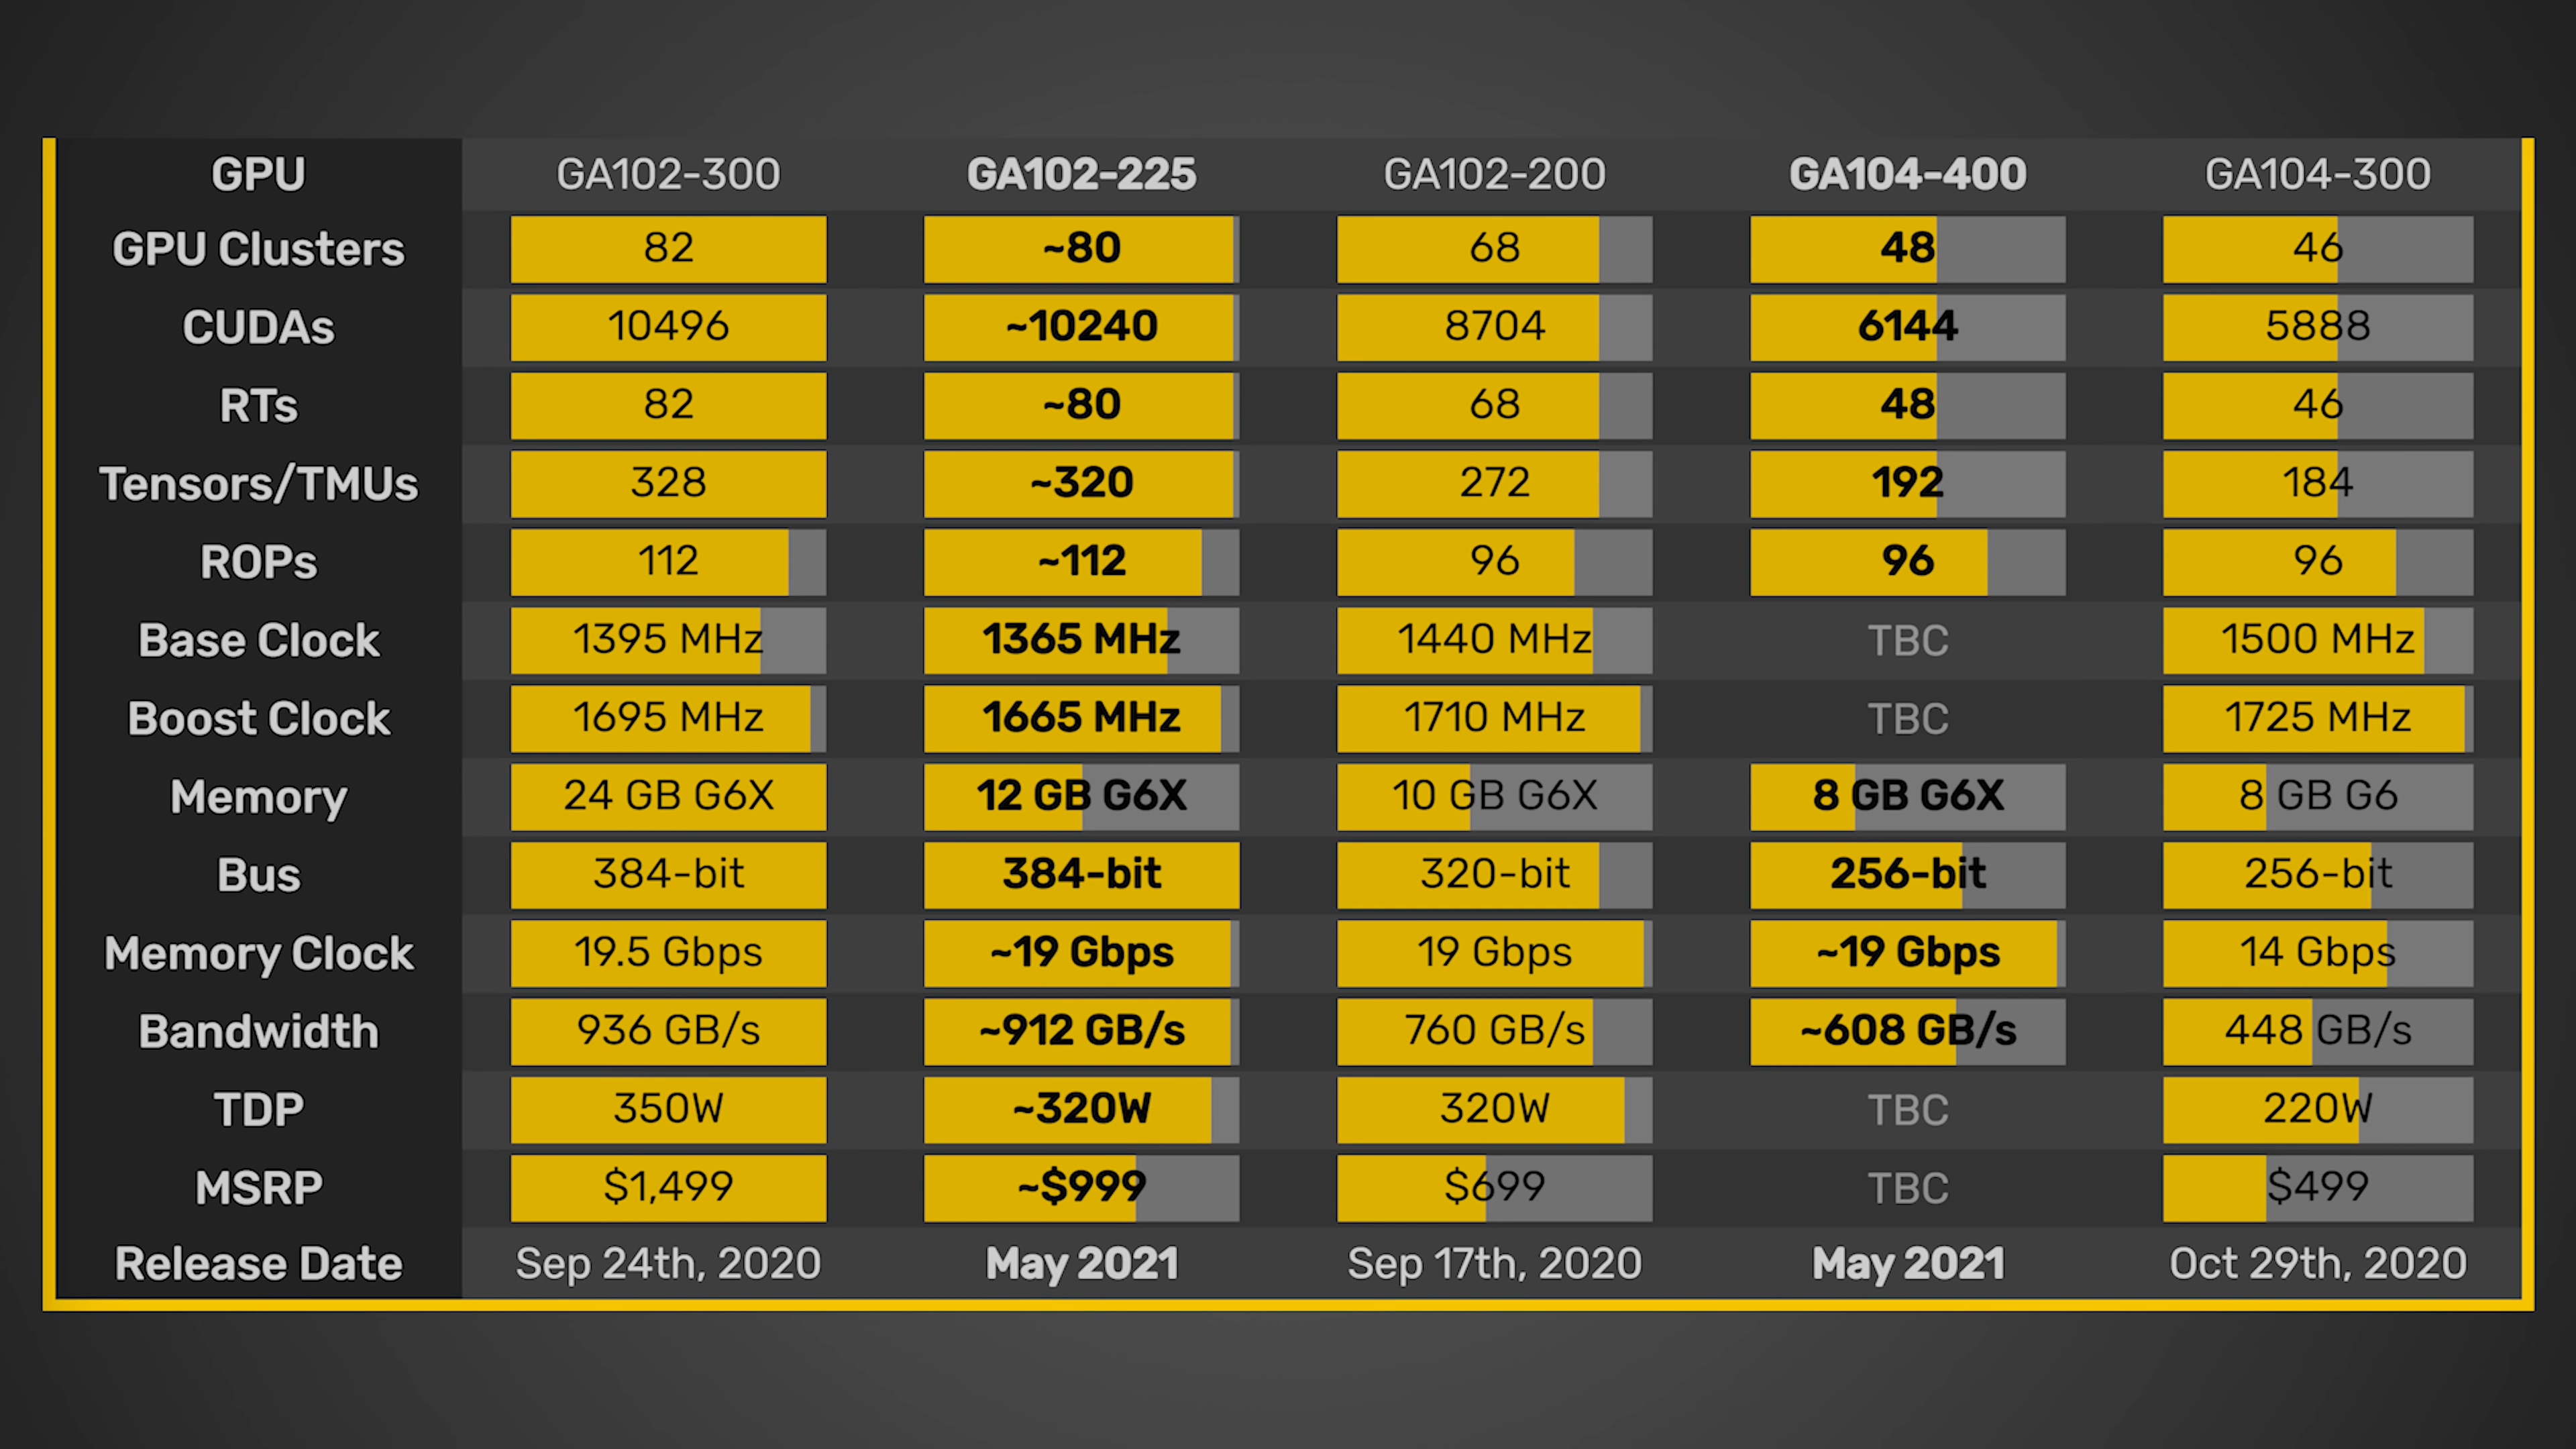 GPU GA102-300 GA102-225 GA102-200 GA104-400 GA104-300
GPU Clusters 82 ~80 68 48 46
CUDAs 10496 ~10240 8704 6144 5888
RTs 82 ~80 68 48 46
Tensors/TMUs 328 ~320 272 192 184
ROPs 112 ~112 96 96 96
Base Clock 1395 MHz 1365 MHz 1440 MHz TBC 1500 MHz
Boost Clock 1695 MHz 1665 MHz 1710 MHz TBC 1725 MHz
Memory 24 GB G6X 12 GB G6X 10 GB G6X 8 GB G6X 8 GB G6
Bus 384-bit 384-bit 320-bit 256-bit 256-bit
Memory Clock 19.5 Gbps ~19 Gbps 19 Gbps ~19 Gbps 14 Gbps
Bandwidth 936 GB/s ~912 GB/s 760 GB/s ~608 GB/s 448 GB/s
TDP 350W ~320W 320W TBC 220W
MSRP $1,499 ~$999 $699 TBC $499
Release Date Sep 24th, 2020 May 2021 Sep 17th, 2020 May 2021 Oct 29th, 2020